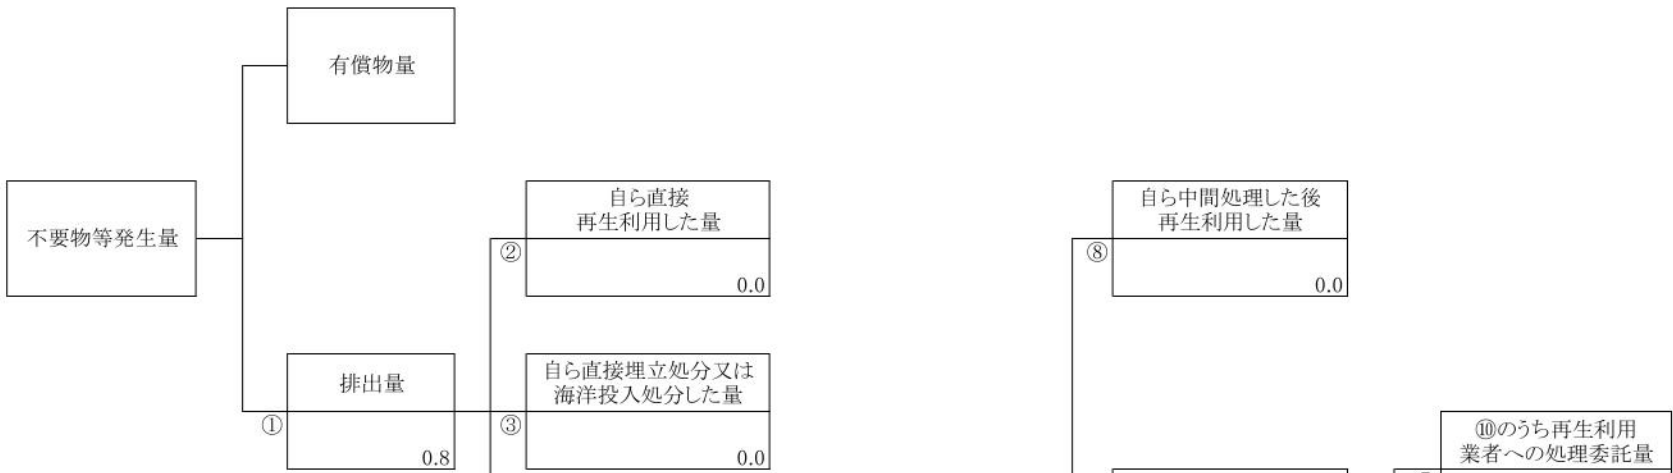 有償物量
不要物等発生量
自ら直接
再生利用した量
②
0.0
自ら中間処理した後
再生利用した量
⑧
0.0
排出量
①
0.8
自ら直接埋立処分又は
海洋投入処分した量
③
0.0
⑩のうち再生利用
業者への処理委託量